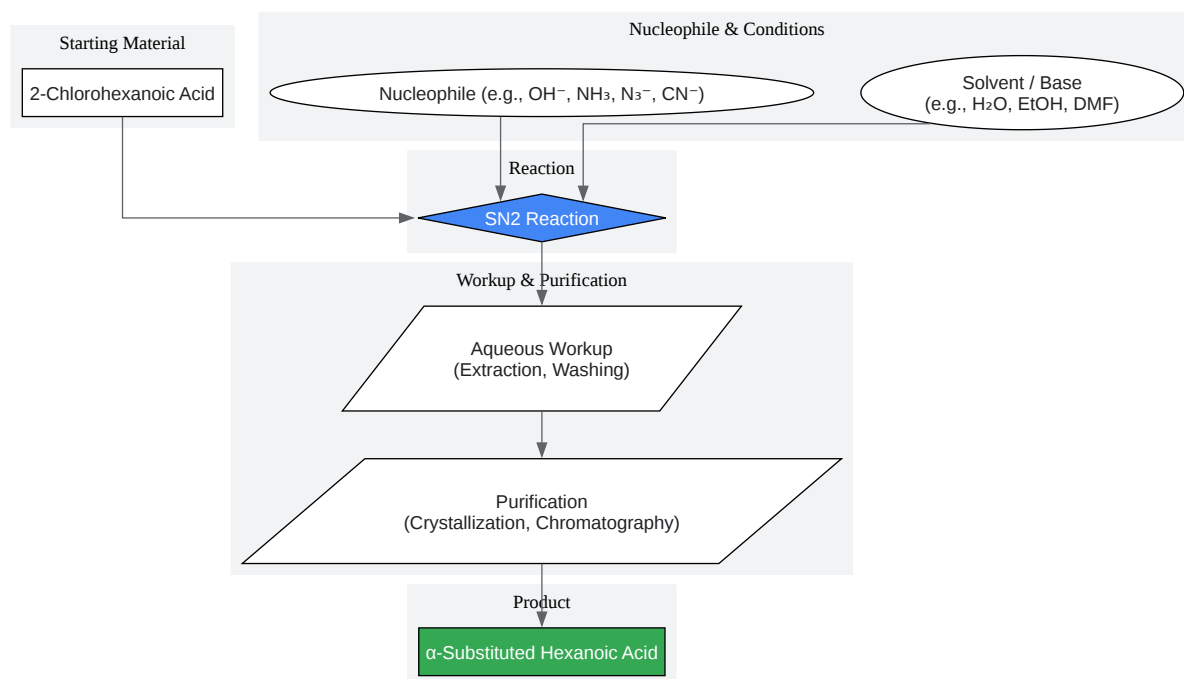 Starting Material
2-Chlorohexanoic Acid
Nucleophile & Conditions
Nucleophile (e.g., OH⁻, NH₃, N₃⁻, CN⁻)
Solvent / Base
(e.g., H₂O, EtOH, DMF)
Reaction
SN2 Reaction
Workup & Purification
Aqueous Workup
(Extraction, Washing)
Purification
(Crystallization, Chromatography)
Product
α-Substituted Hexanoic Acid